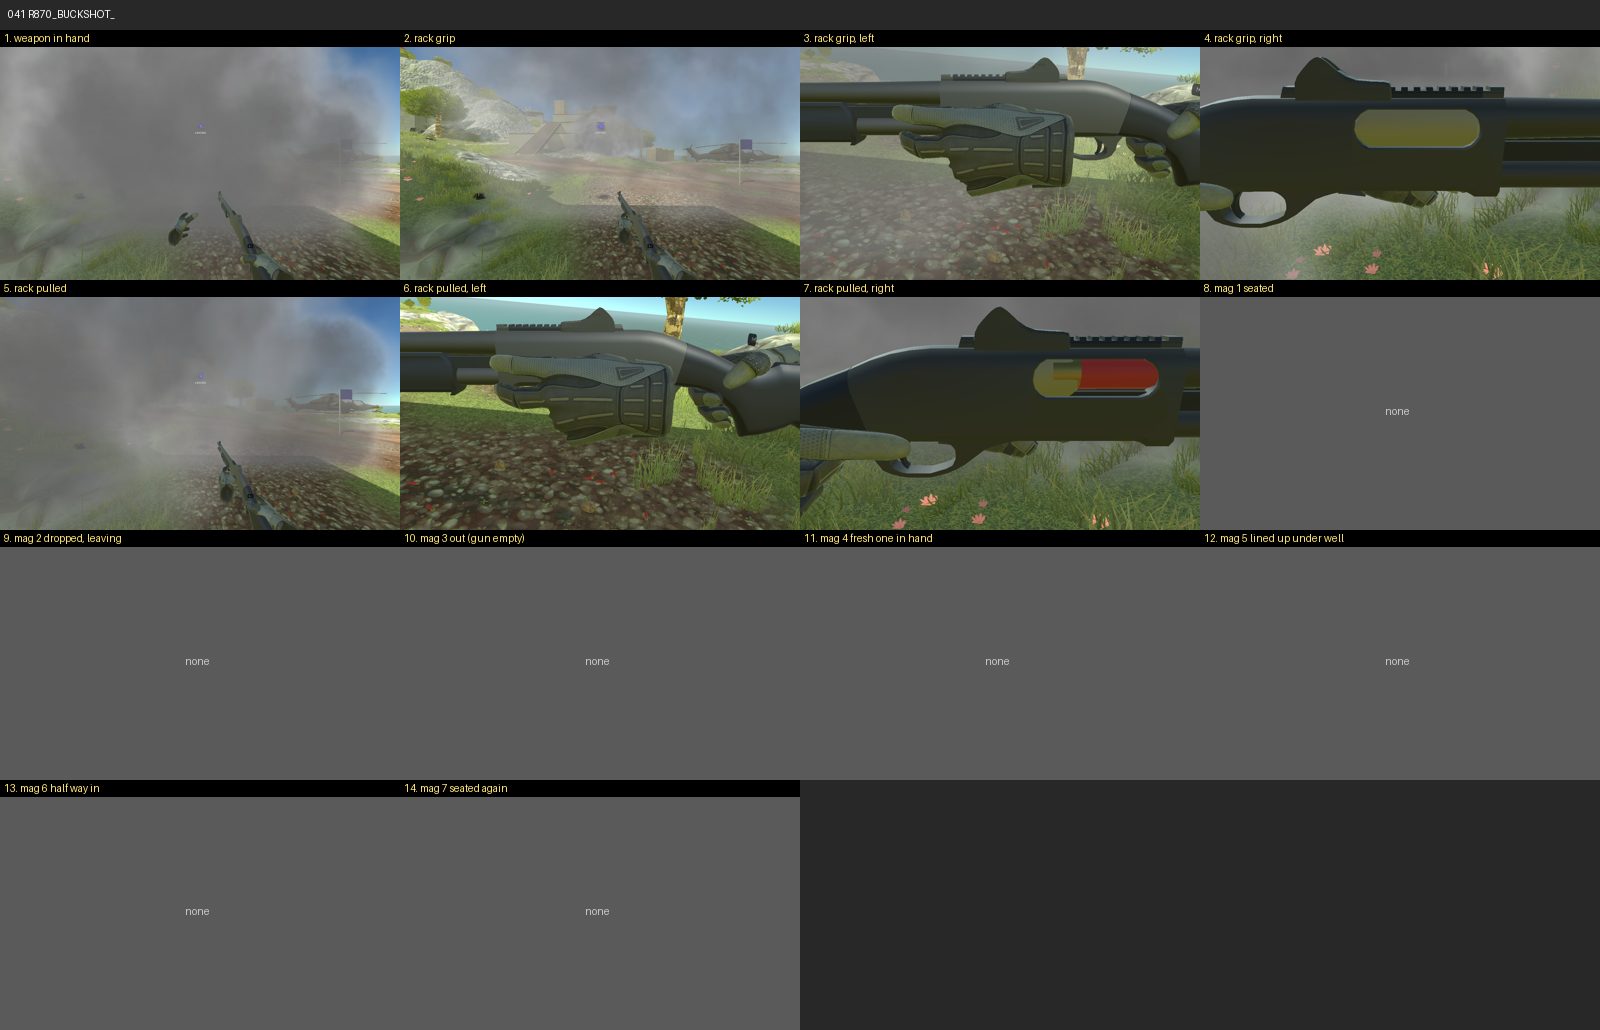 041 R870_BUCKSHOT_
1. weapon in hand
2. rack grip
3. rack grip, left
4. rack grip, right
5. rack pulled
6. rack pulled, left
7. rack pulled, right
8. mag 1 seated
none
9. mag 2 dropped, leaving
10. mag 3 out (gun empty)
11. mag 4 fresh one in hand
12. mag 5 lined up under well
none
none
none
none
13. mag 6 half way in
14. mag 7 seated again
none
none